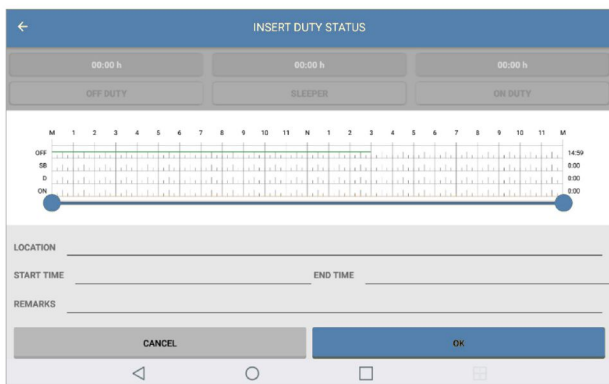 INSERT DUTY STATUS
00:00 h 00:00 h 00:00 h
OFF DUTY SLEEPER ON DUTY
M 1 2 3 4 5 6 7 8 9 10 11 N 1 2 3 4 5 6 7 8 9 10 11 M
OFF 14:59
SB 0:00
D 0:00
ON 0:00
LOCATION
START TIME END TIME
REMARKS
CANCEL OK